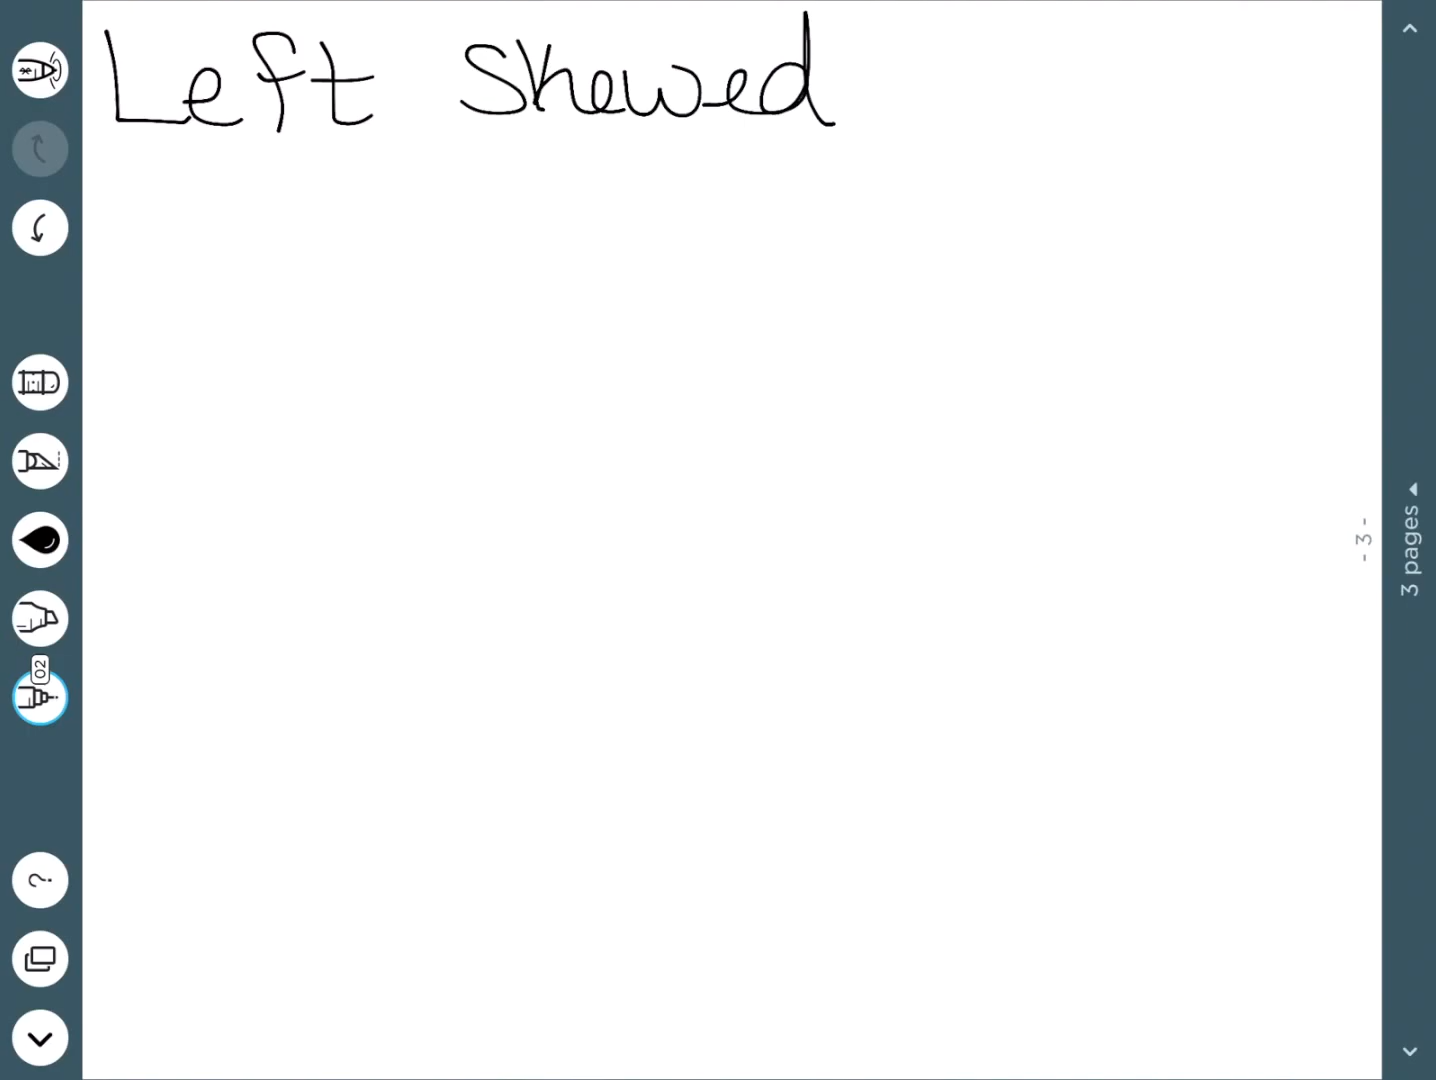 Left Skewed
02
?
- 3 -
3 pages